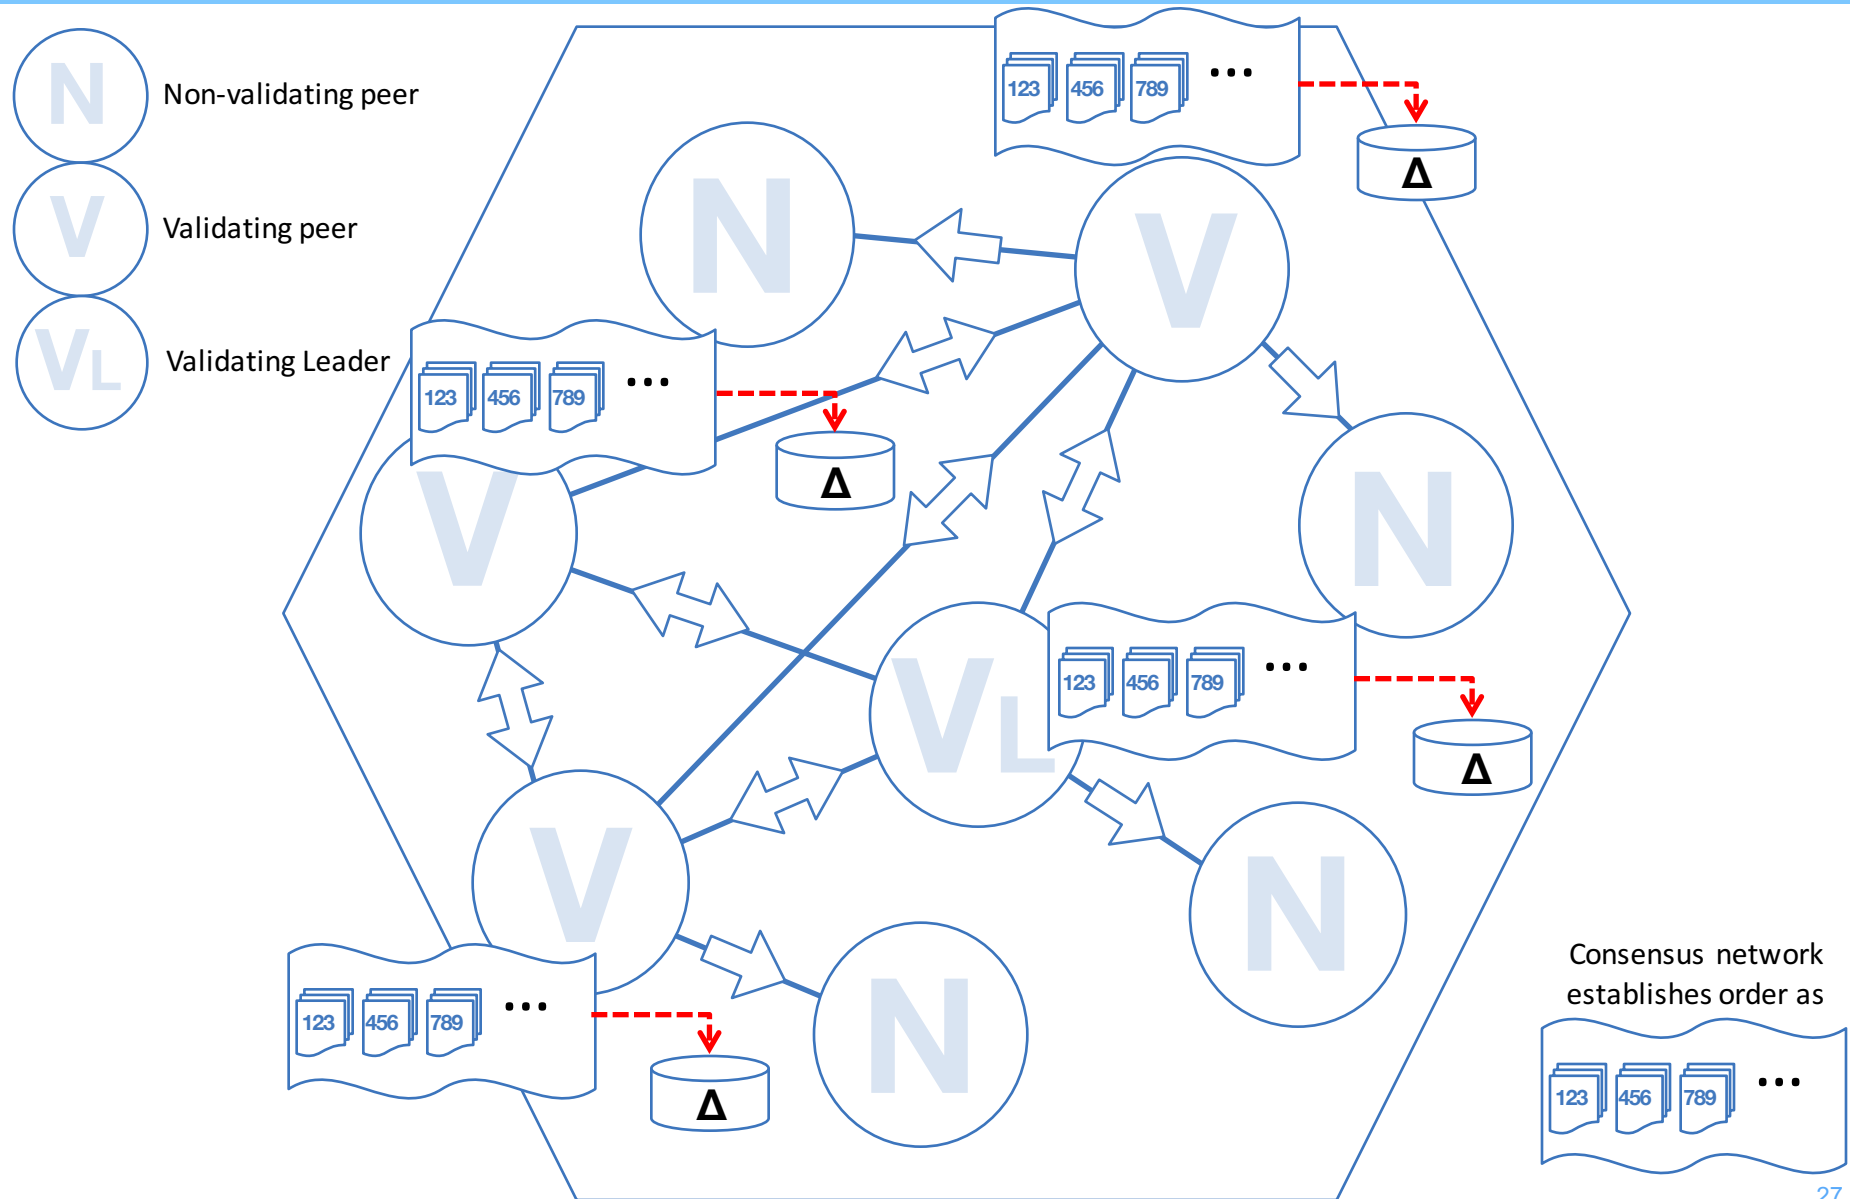 N
Non-validating peer
V
Validating peer
VL
Validating Leader
123 456 789 ...
Δ
N
V
123 456 789 ...
Δ
V
N
VL
123 456 789 ...
Δ
V
N
N
123 456 789 ...
Δ
Consensus network
establishes order as
123 456 789 ...
27